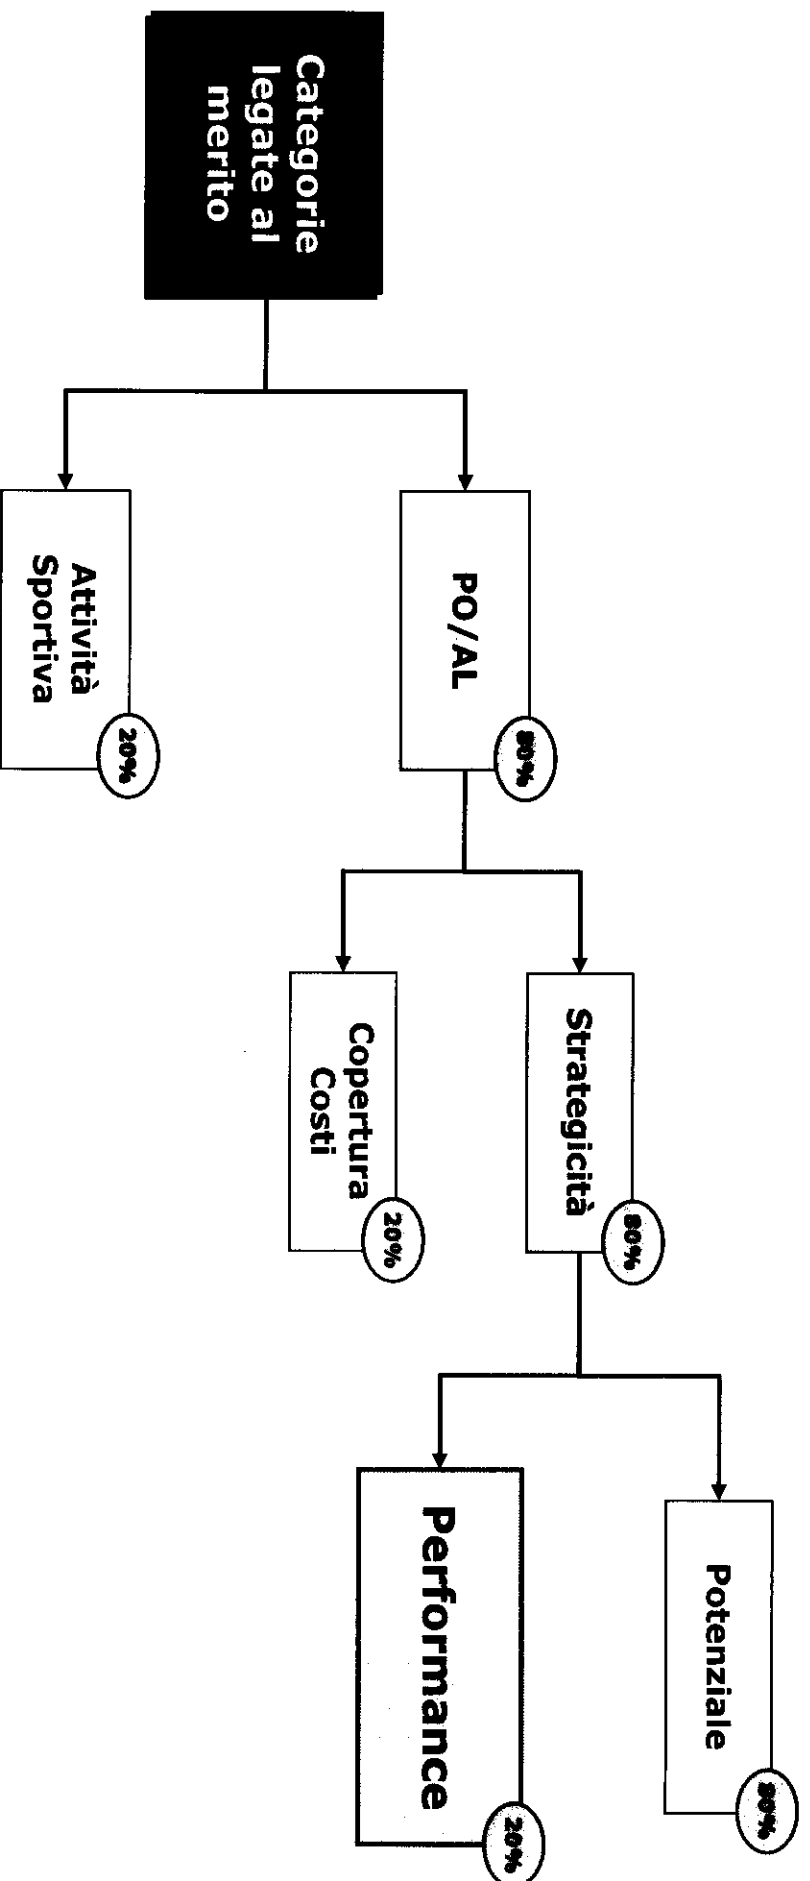 Categorie
legate al
merito
PO/AL
80%
Attività
Sportiva
20%
Strategicità
80%
Copertura
Costi
20%
Potenziale
80%
Performance
20%